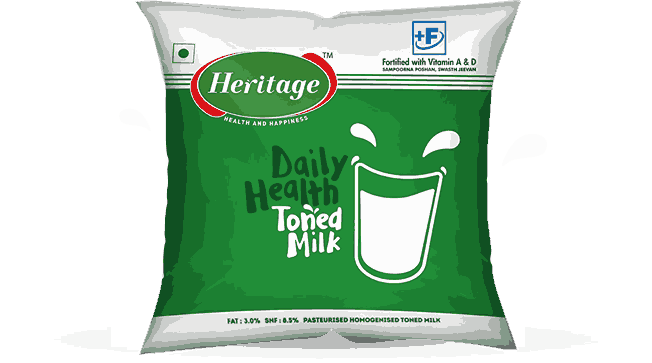 +F
Fortified with Vitamin A & D
SAMPOORNA POSHAN, SWASTH JEEVAN
TM
Heritage
HEALTH AND HAPPINESS
Daily
Health
Toned
Milk
FAT : 3.0% SNF : 8.5% PASTEURISED HOMOGENISED TONED MILK